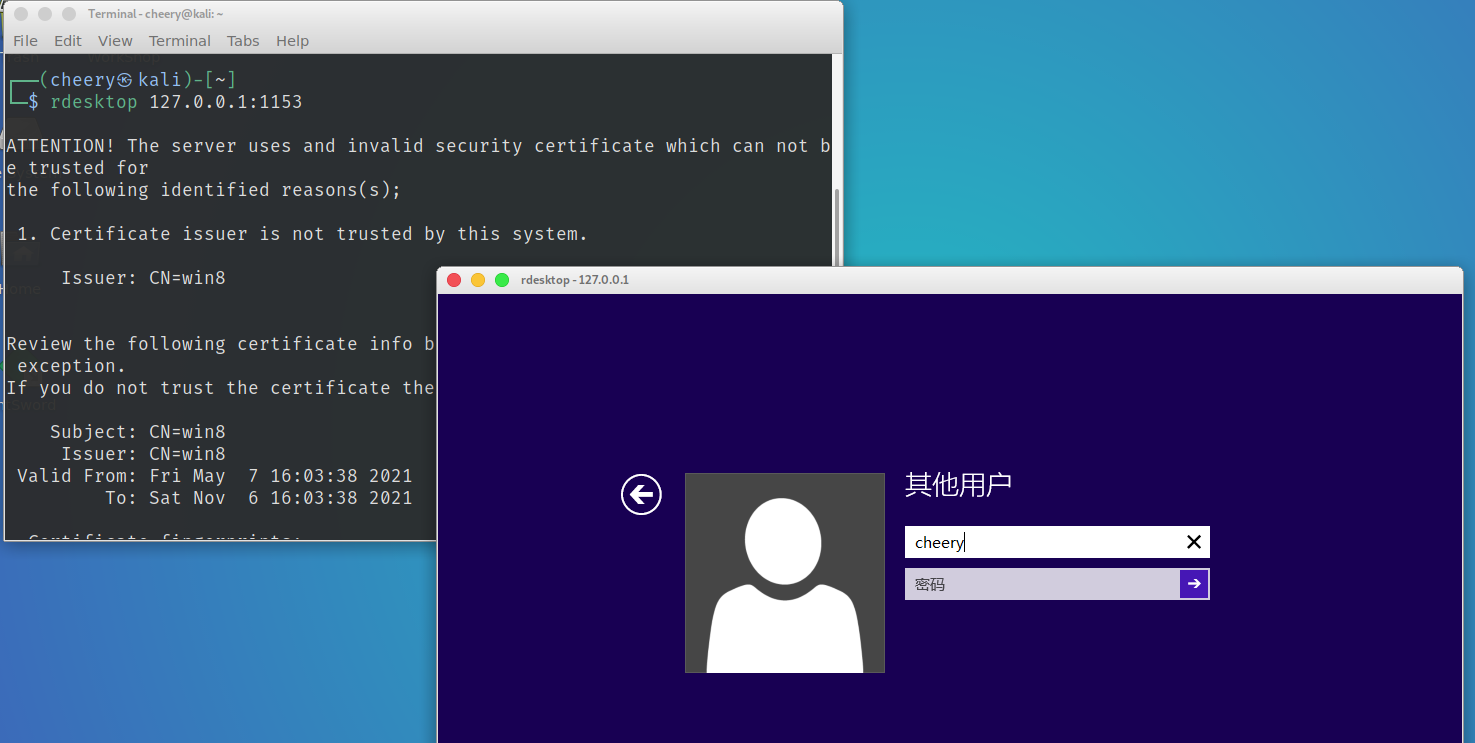 Terminal - cheery@kali: ~
File Edit View Terminal Tabs Help
┌──(cheery㉿kali)-[~]
└─$ rdesktop 127.0.0.1:1153
ATTENTION! The server uses and invalid security certificate which can not b
e trusted for
the following identified reasons(s);
1. Certificate issuer is not trusted by this system.
Issuer: CN=win8
Review the following certificate info b
exception.
If you do not trust the certificate the
Subject: CN=win8
Issuer: CN=win8
Valid From: Fri May  7 16:03:38 2021
To: Sat Nov  6 16:03:38 2021
Certificate fingerprints:
rdesktop - 127.0.0.1
其他用户
cheery
密码